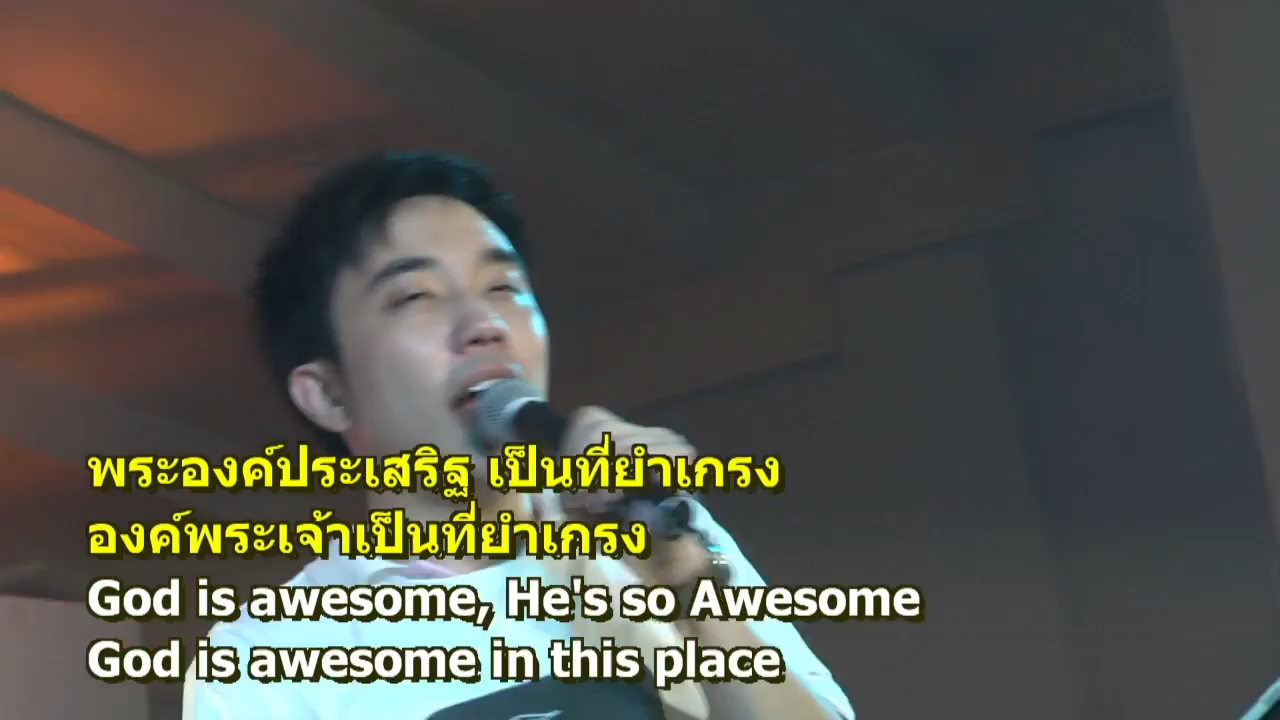 พระองค์ประเสริฐ เป็นที่ยำเกรง
องค์พระเจ้าเป็นที่ยำเกรง
God is awesome, He's so Awesome
God is awesome in this place